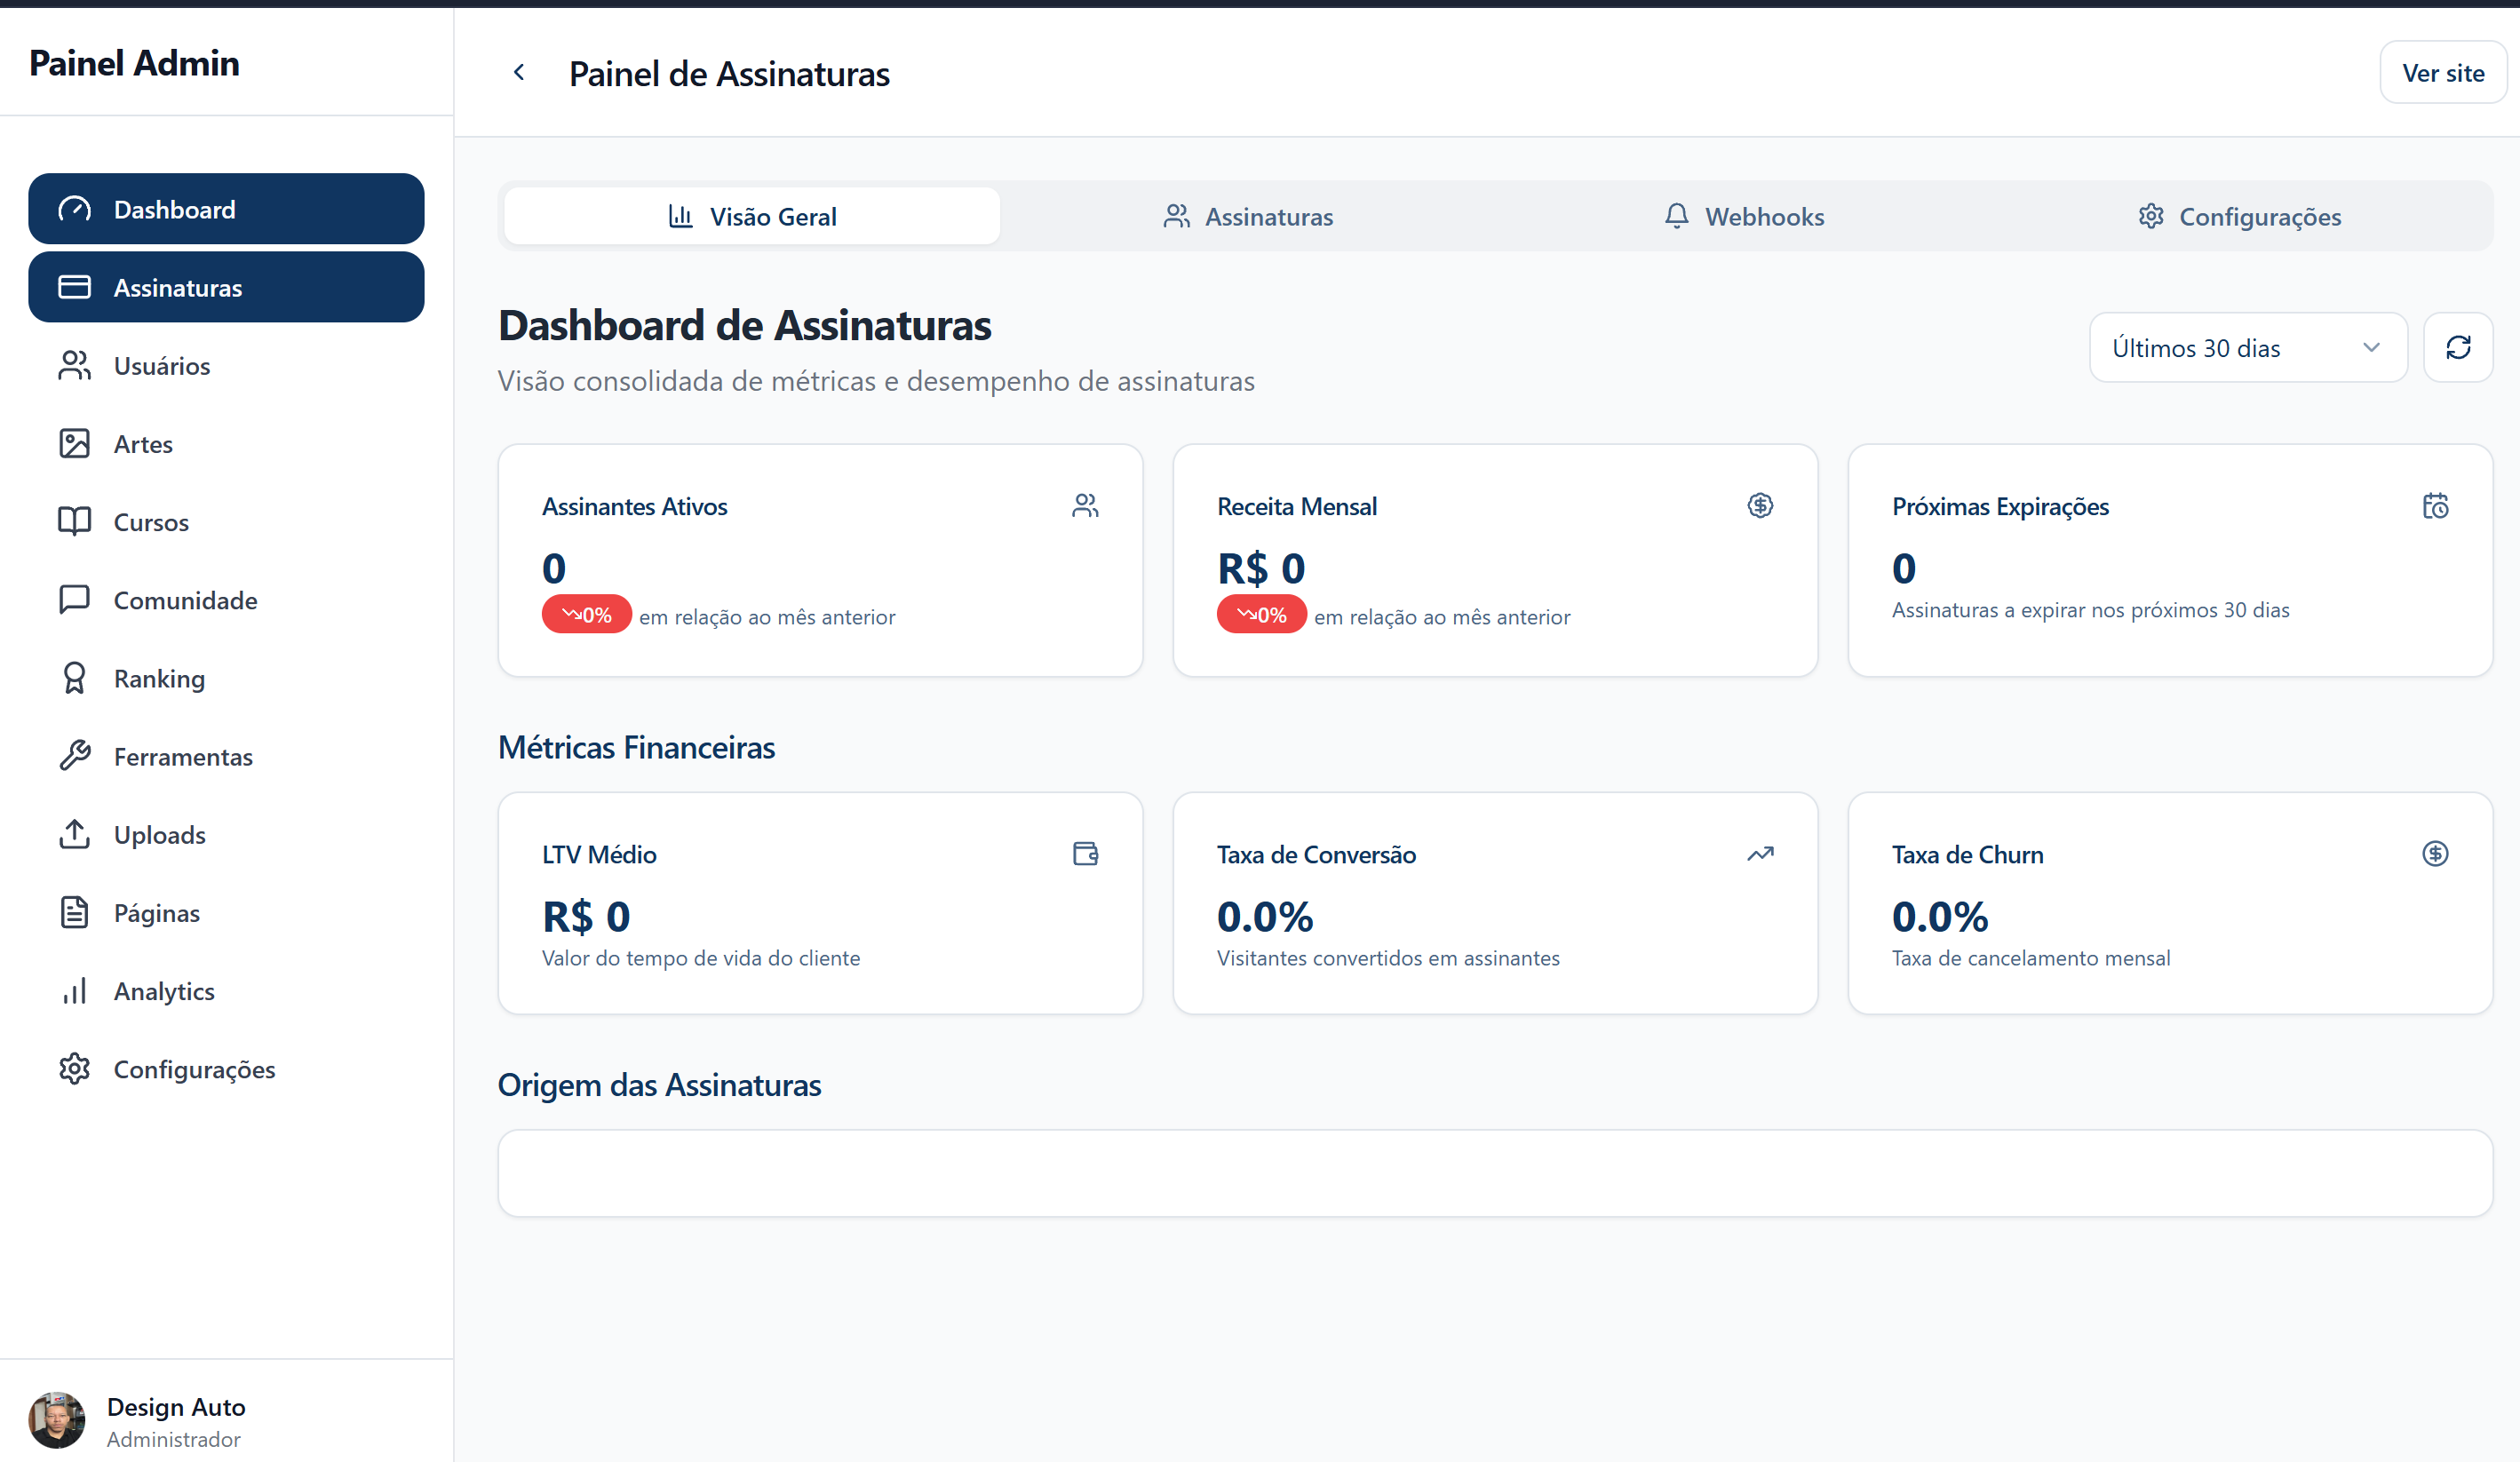 Painel Admin
Dashboard
Assinaturas
Usuários
Artes
Cursos
Comunidade
Ranking
Ferramentas
Uploads
Páginas
Analytics
Configurações
Design Auto
Administrador
Painel de Assinaturas
Ver site
Visão Geral
Assinaturas
Webhooks
Configurações
Dashboard de Assinaturas
Visão consolidada de métricas e desempenho de assinaturas
Últimos 30 dias
Assinantes Ativos
0
0% em relação ao mês anterior
Receita Mensal
R$ 0
0% em relação ao mês anterior
Próximas Expirações
0
Assinaturas a expirar nos próximos 30 dias
Métricas Financeiras
LTV Médio
R$ 0
Valor do tempo de vida do cliente
Taxa de Conversão
0.0%
Visitantes convertidos em assinantes
Taxa de Churn
0.0%
Taxa de cancelamento mensal
Origem das Assinaturas